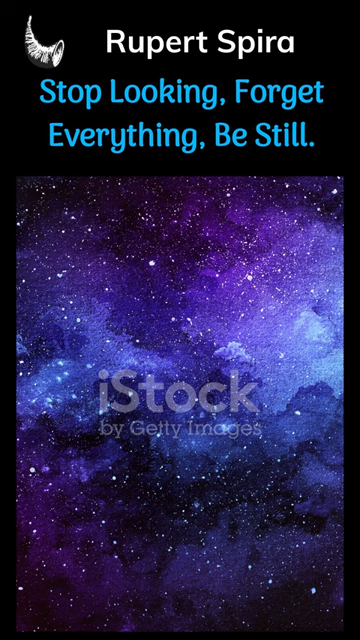 Rupert Spira
Stop Looking, Forget
Everything, Be Still.
iStock
by Getty Images